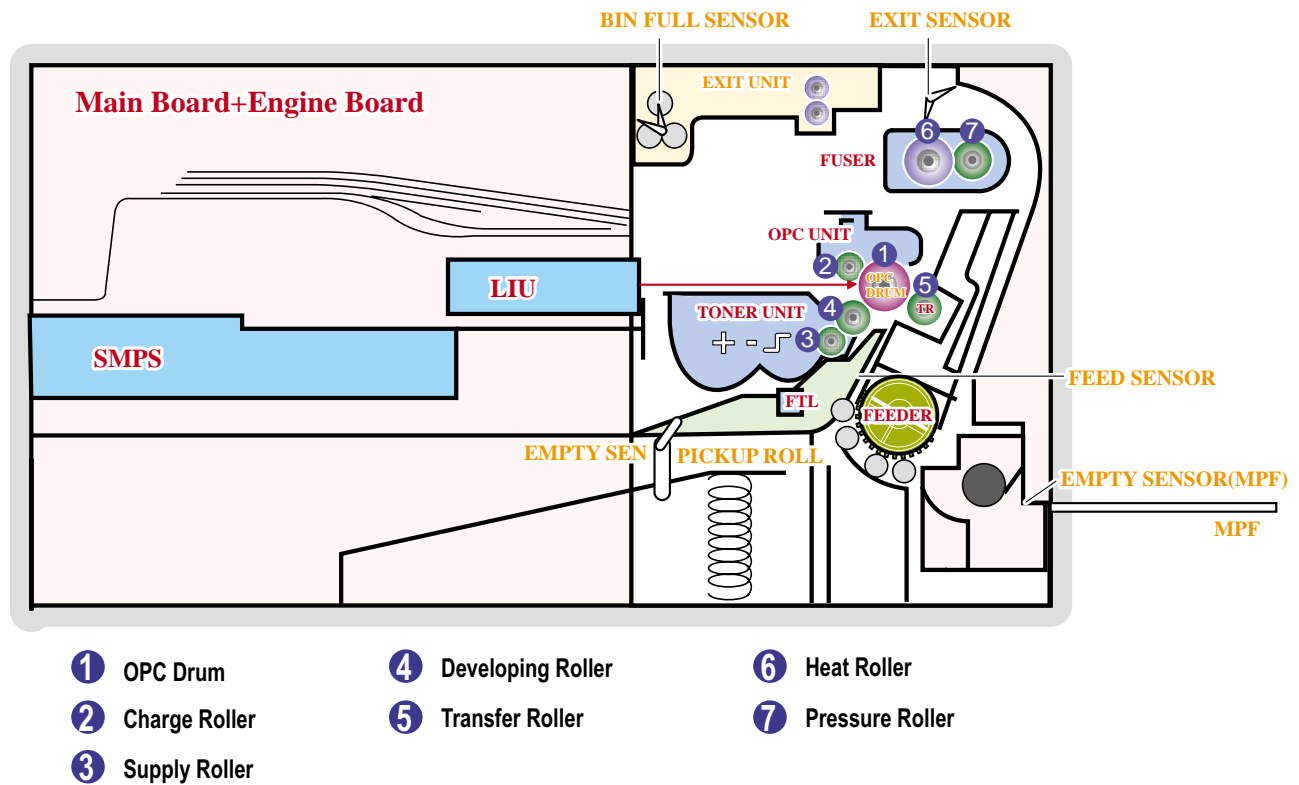 BIN FULL SENSOR
EXIT SENSOR
Main Board+Engine Board
EXIT UNIT
6
7
FUSER
OPC UNIT
1
2
OPC
DRUM
5
LIU
TONER UNIT
4
TR
+ -
3
SMPS
FEED SENSOR
FTL
FEEDER
EMPTY SEN
PICKUP ROLL
EMPTY SENSOR(MPF)
MPF
1 OPC Drum
2 Charge Roller
3 Supply Roller
4 Developing Roller
5 Transfer Roller
6 Heat Roller
7 Pressure Roller